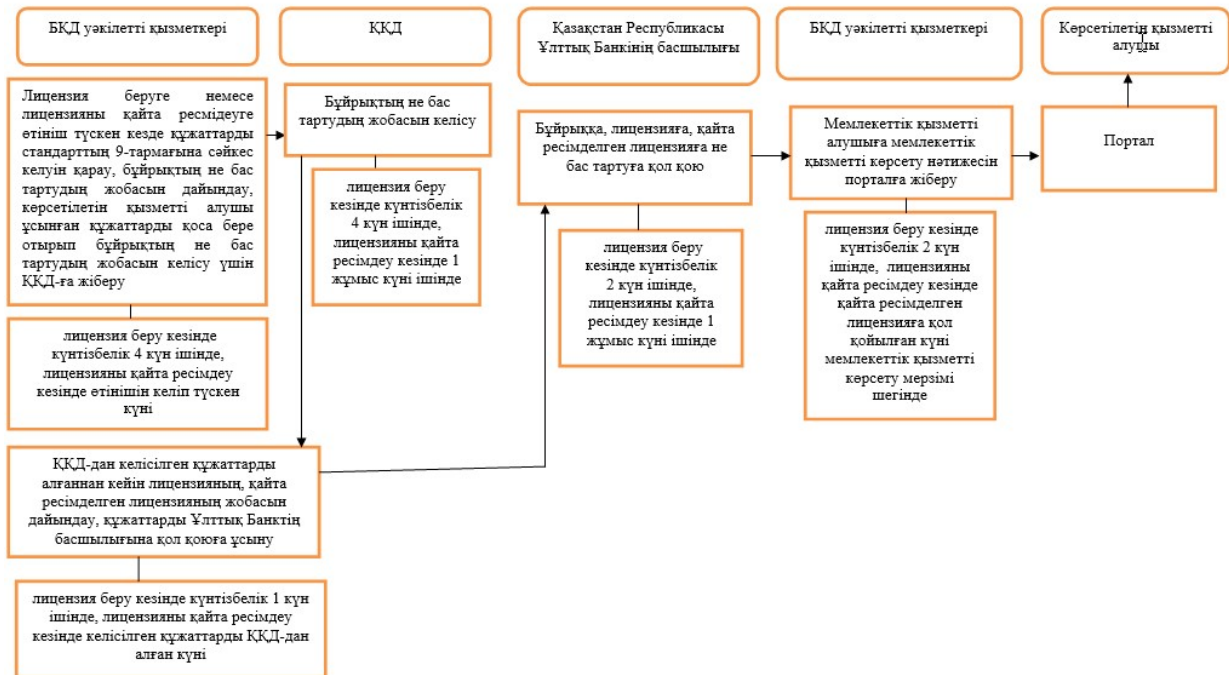 БҚД уәкілетті қызметкері
ҚҚД
Қазақстан Республикасы
Ұлттық Банкінің басшылығы
БҚД уәкілетті қызметкері
Көрсетілетін қызметті
алушы
Лицензия беруге немесе
лицензияны қайта ресмідеуге
өтініш түскен кезде құжаттарды
стандарттың 9-тармағына сәйкес
келуін қарау, бұйрықтың не бас
тартудың жобасын дайындау,
көрсетілетін қызметті алушы
ұсынған құжаттарды қоса бере
отырып бұйрықтың не бас
тартудың жобасын келісу үшін
ҚҚД-ға жіберу
лицензия беру кезінде
күнтізбелік 4 күн ішінде,
лицензияны қайта ресімдеу
кезінде өтінішін келіп түскен
күні
Бұйрықтың не бас
тартудың жобасын келісу
лицензия беру
кезінде күнтізбелік
4 күн ішінде,
лицензияны қайта
ресімдеу кезінде 1
жұмыс күні ішінде
Бұйрыққа, лицензияға, қайта
ресімделген лицензияға не
бас тартуға қол қою
лицензия беру
кезінде күнтізбелік
2 күн ішінде,
лицензияны қайта
ресімдеу кезінде 1
жұмыс күні ішінде
Мемлекеттік қызметті
алушыға мемлекеттік
қызметті көрсету нәтижесін
порталға жіберу
лицензия беру кезінде
күнтізбелік 2 күн
ішінде, лицензияны
қайта ресімдеу кезінде
қайта ресімделген
лицензияға қол
қойылған күні
мемлекеттік қызметті
көрсету мерзімі
шегінде
Портал
ҚҚД-дан келісілген құжаттарды
алғаннан кейін лицензияның, қайта
ресімделген лицензияның жобасын
дайындау, құжаттарды Ұлттық Банктің
басшылығына қол қоюға ұсыну
лицензия беру кезінде күнтізбелік 1 күн
ішінде, лицензияны қайта ресімдеу
кезінде келісілген құжаттарды ҚҚД-дан
алған күні